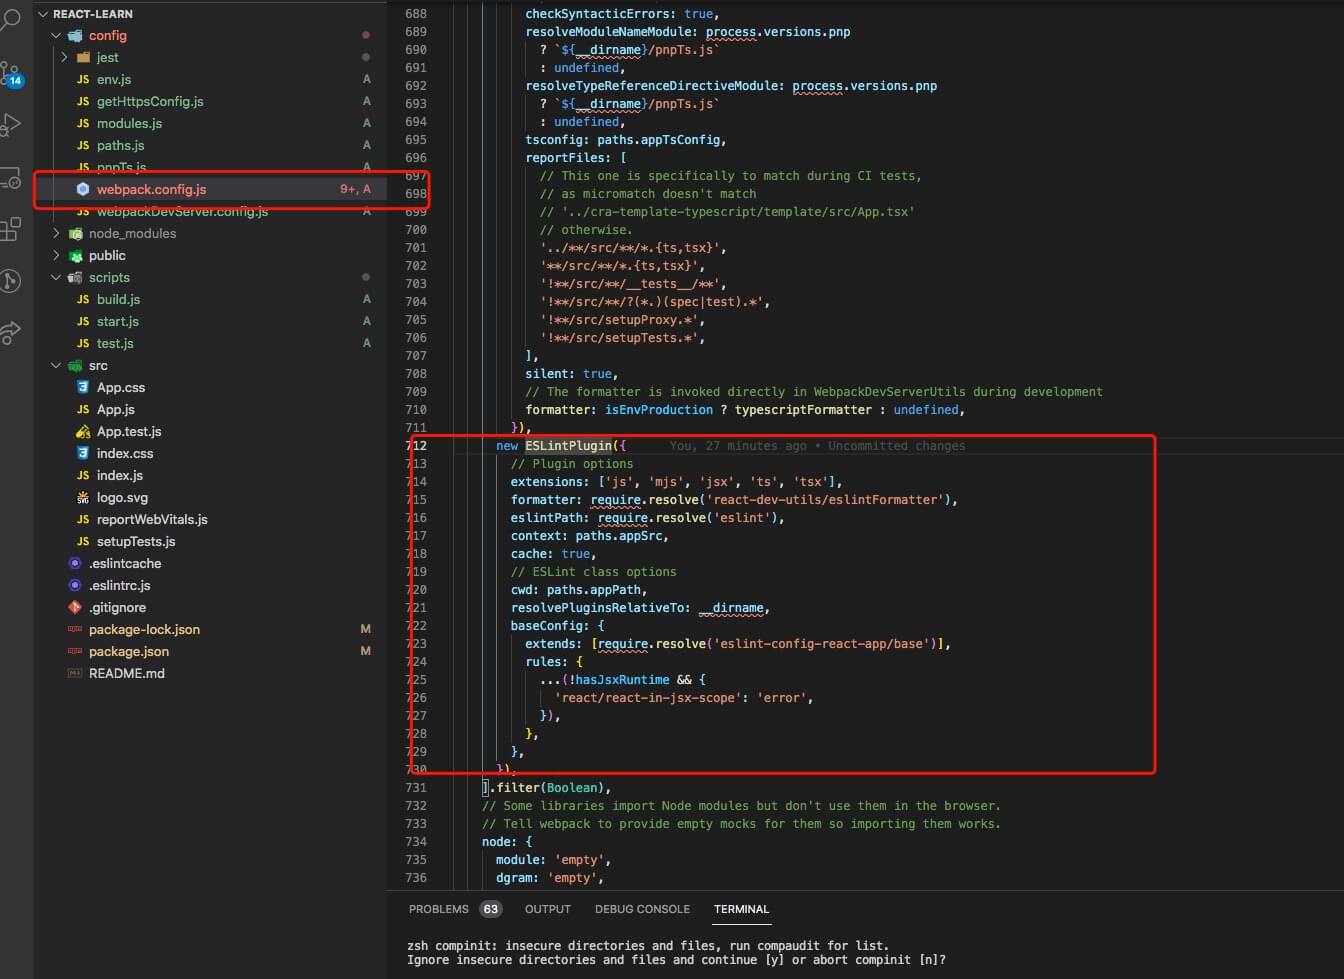 REACT-LEARN
config
jest
JS env.js A
JS getHttpsConfig.js A
JS modules.js A
JS paths.js A
JS pnpTs.js A
webpack.config.js 9+, A
JS webpackDevServer.config.js A
node_modules
public
scripts
JS build.js A
JS start.js A
JS test.js A
src
App.css
JS App.js
App.test.js
index.css
JS index.js
logo.svg
JS reportWebVitals.js
JS setupTests.js
.eslintcache
.eslintrc.js
.gitignore
package-lock.json M
package.json M
README.md
14
688 checkSyntacticErrors: true,
689 resolveModuleNameModule: process.versions.pnp
690 ? `${__dirname}/pnpTs.js`
691 : undefined,
692 resolveTypeReferenceDirectiveModule: process.versions.pnp
693 ? `${__dirname}/pnpTs.js`
694 : undefined,
695 tsconfig: paths.appTsConfig,
696 reportFiles: [
697 // This one is specifically to match during CI tests,
698 // as micromatch doesn't match
699 // '../cra-template-typescript/template/src/App.tsx'
700 // otherwise.
701 '../**/src/**/*.{ts,tsx}',
702 '**/src/**/*.{ts,tsx}',
703 '!**/src/**/__tests__/**',
704 '!**/src/**/?(*.)(spec|test).*',
705 '!**/src/setupProxy.*',
706 '!**/src/setupTests.*',
707 ],
708 silent: true,
709 // The formatter is invoked directly in WebpackDevServerUtils during development
710 formatter: isEnvProduction ? typescriptFormatter : undefined,
711 }),
712 new ESLintPlugin({ You, 27 minutes ago • Uncommitted changes
713 // Plugin options
714 extensions: ['js', 'mjs', 'jsx', 'ts', 'tsx'],
715 formatter: require.resolve('react-dev-utils/eslintFormatter'),
716 eslintPath: require.resolve('eslint'),
717 context: paths.appSrc,
718 cache: true,
719 // ESLint class options
720 cwd: paths.appPath,
721 resolvePluginsRelativeTo: __dirname,
722 baseConfig: {
723 extends: [require.resolve('eslint-config-react-app/base')],
724 rules: {
725 ...(!hasJsxRuntime && {
726 'react/react-in-jsx-scope': 'error',
727 }),
728 },
729 },
730 }),
731 ].filter(Boolean),
732 // Some libraries import Node modules but don't use them in the browser.
733 // Tell webpack to provide empty mocks for them so importing them works.
734 node: {
735 module: 'empty',
736 dgram: 'empty',
PROBLEMS 63 OUTPUT DEBUG CONSOLE TERMINAL
zsh compinit: insecure directories and files, run compaudit for list.
Ignore insecure directories and files and continue [y] or abort compinit [n]?